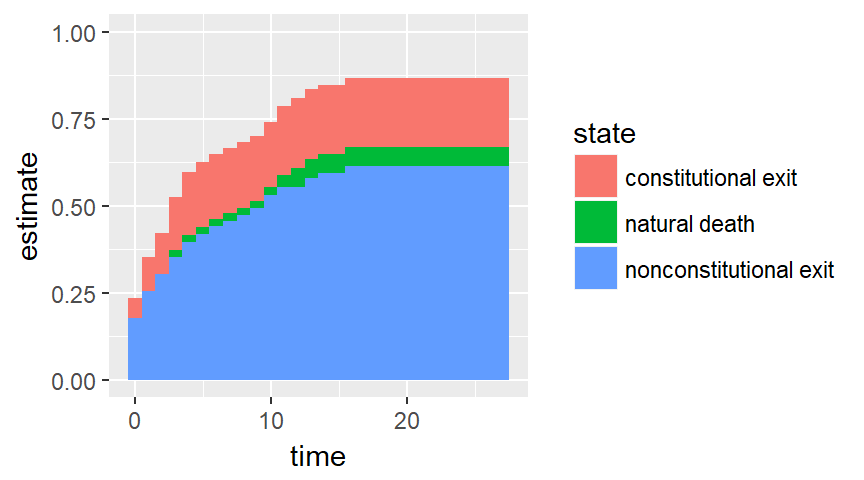 estimate
1.00
0.75
0.50
0.25
0.00
0
10
20
time
state
constitutional exit
natural death
nonconstitutional exit